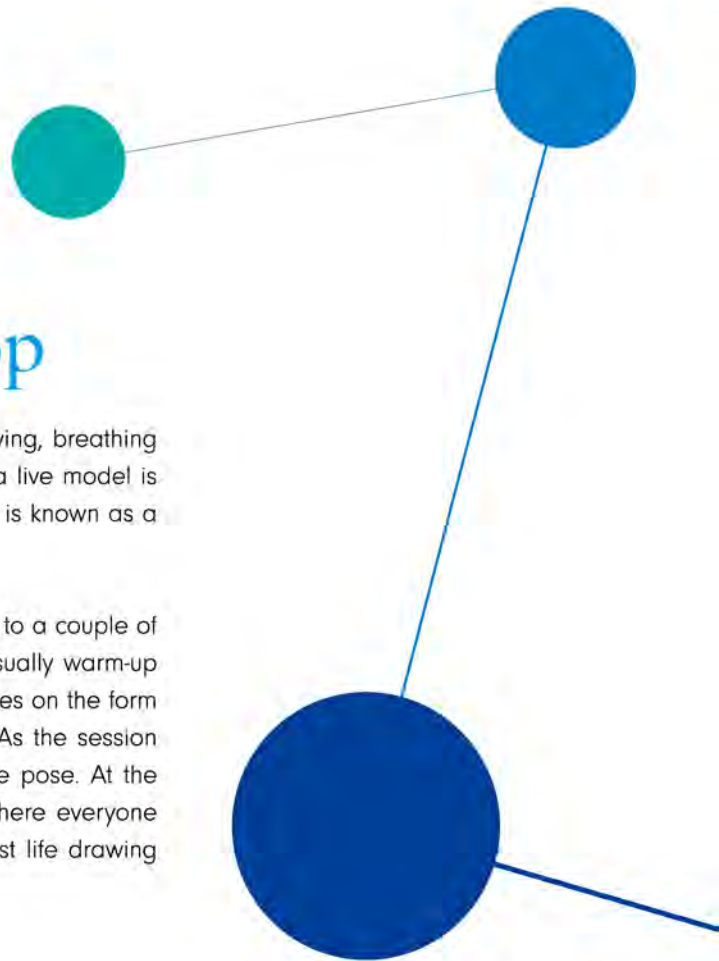 p
ving, breathing
a live model is
is known as a
to a couple of
sually warm-up
es on the form
As the session
e pose. At the
here everyone
st life drawing